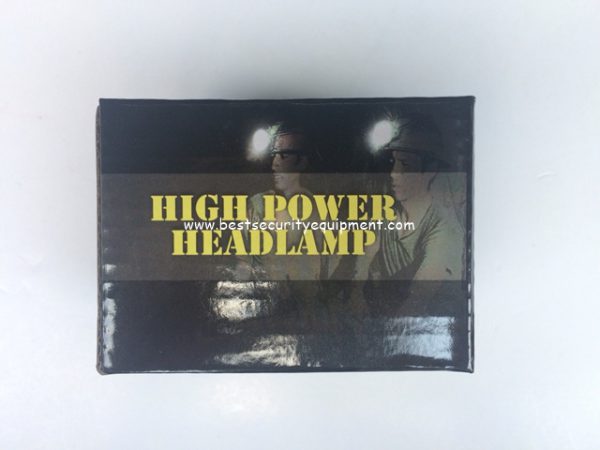 HIGH POWER
www.bestsecurityequipment.com
HEADLAMP